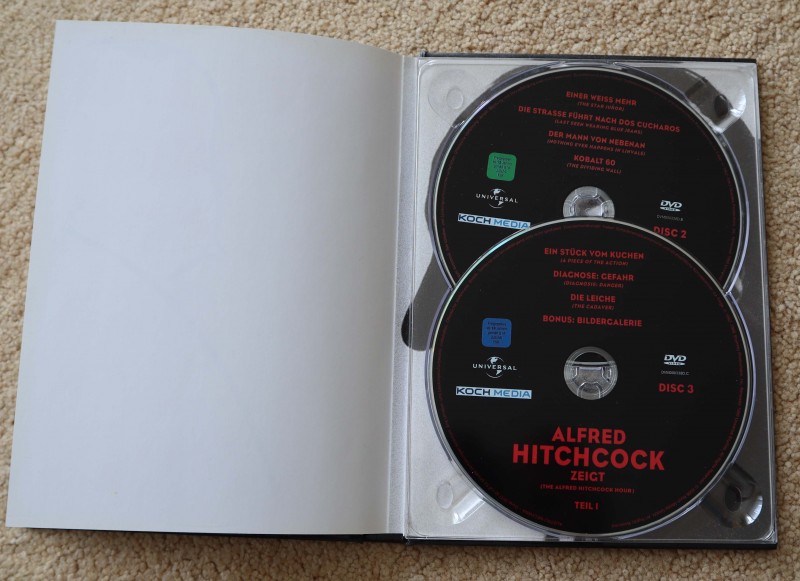 EINER WEISS MEHR
(THE STAR JUROR)
DIE STRASSE FÜHRT NACH DOS CUCHAROS
(LAST SEEN WEARING BLUE JEANS)
DER MANN VON NEBENAN
(NOTHING EVER HAPPENS IN LINVALE)
KOBALT 60
(THE DIVIDING WALL)
UNIVERSAL
KOCH MEDIA
DVD
DISC 2
EIN STÜCK VOM KUCHEN
(A PIECE OF THE ACTION)
DIAGNOSE: GEFAHR
(DIAGNOSIS: DANGER)
DIE LEICHE
(THE CADAVER)
BONUS: BILDERGALERIE
UNIVERSAL
KOCH MEDIA
DVD
VIDEO
DISC 3
ALFRED
HITCHCOCK
ZEIGT
(THE ALFRED HITCHCOCK HOUR)
TEIL 1